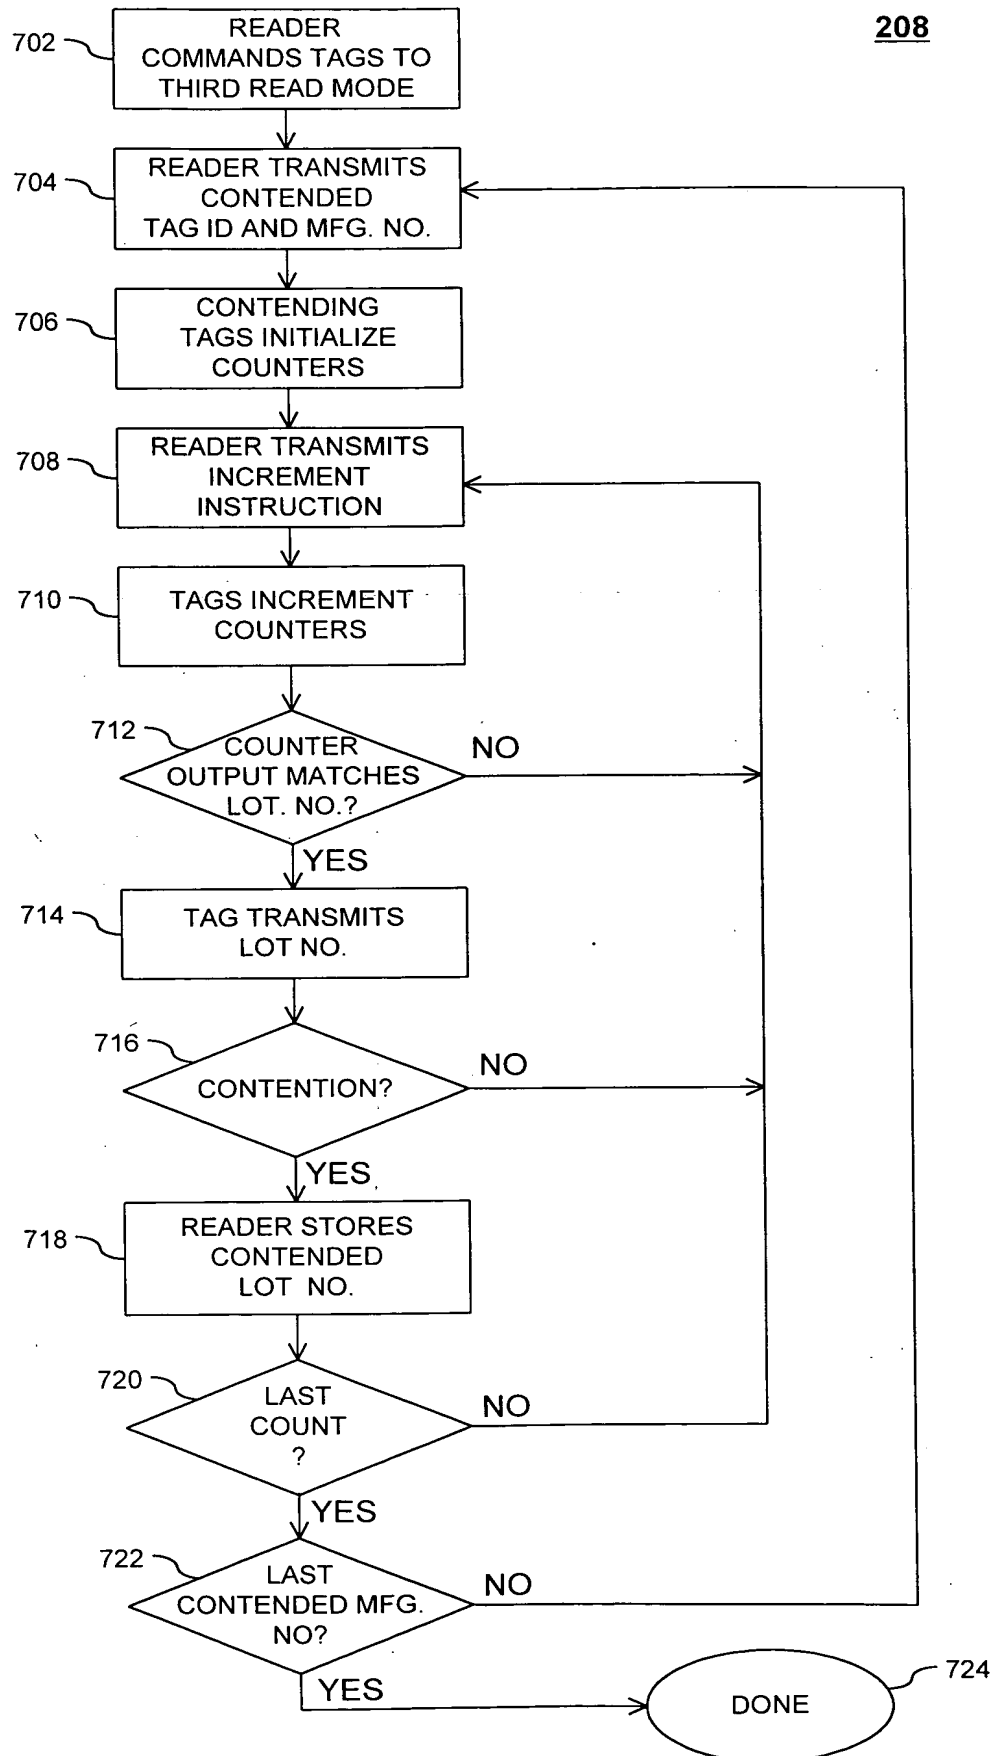 208
702
READER
COMMANDS TAGS TO
THIRD READ MODE
704
READER TRANSMITS
CONTENDED
TAG ID AND MFG. NO.
706
CONTENDING
TAGS INITIALIZE
COUNTERS
708
READER TRANSMITS
INCREMENT
INSTRUCTION
710
TAGS INCREMENT
COUNTERS
712
COUNTER
OUTPUT MATCHES
LOT. NO.?
NO
YES
714
TAG TRANSMITS
LOT NO.
716
CONTENTION?
NO
YES
718
READER STORES
CONTENDED
LOT NO.
720
LAST
COUNT
?
NO
YES
722
LAST
CONTENDED MFG.
NO?
NO
YES
724
DONE